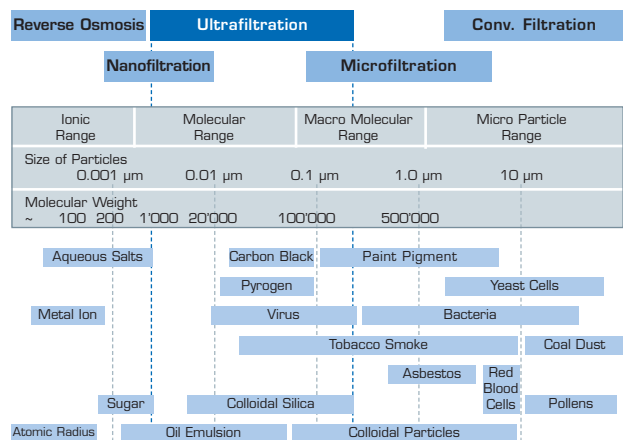 Reverse Osmosis Ultrafiltration Conv. Filtration
Nanofiltration Microfiltration
Ionic Range Molecular Range Macro Molecular Range Micro Particle Range
Size of Particles
0.001 µm 0.01 µm 0.1 µm 1.0 µm 10 µm
Molecular Weight
~ 100 200 1'000 20'000 100'000 500'000
Aqueous Salts Carbon Black Paint Pigment
Pyrogen Yeast Cells
Metal Ion Virus Bacteria
Tobacco Smoke Coal Dust
Asbestos Red Blood Cells
Sugar Colloidal Silica Pollens
Atomic Radius Oil Emulsion Colloidal Particles